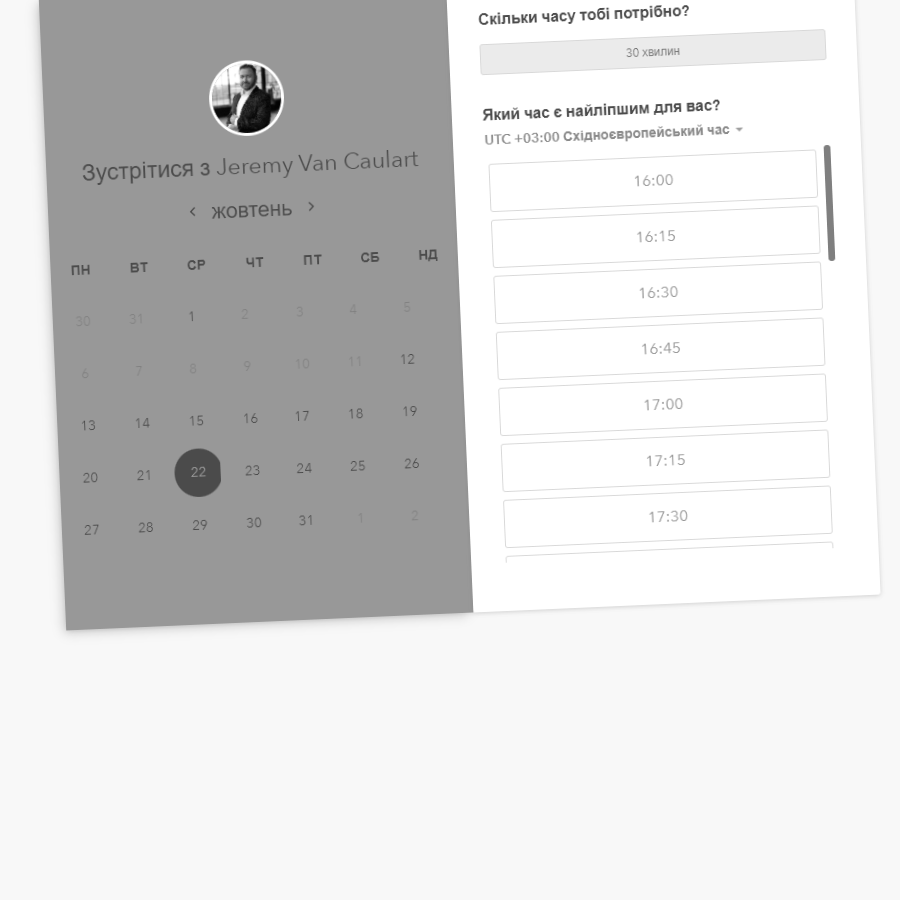 Зустрітися з Jeremy Van Caulart
‹ жовтень ›
ПН ВТ СР ЧТ ПТ СБ НД
30 31 1 2 3 4 5
6 7 8 9 10 11 12
13 14 15 16 17 18 19
20 21 22 23 24 25 26
27 28 29 30 31 1 2
Скільки часу тобі потрібно?
30 хвилин
Який час є найліпшим для вас?
UTC +03:00 Східноєвропейський час
16:00
16:15
16:30
16:45
17:00
17:15
17:30